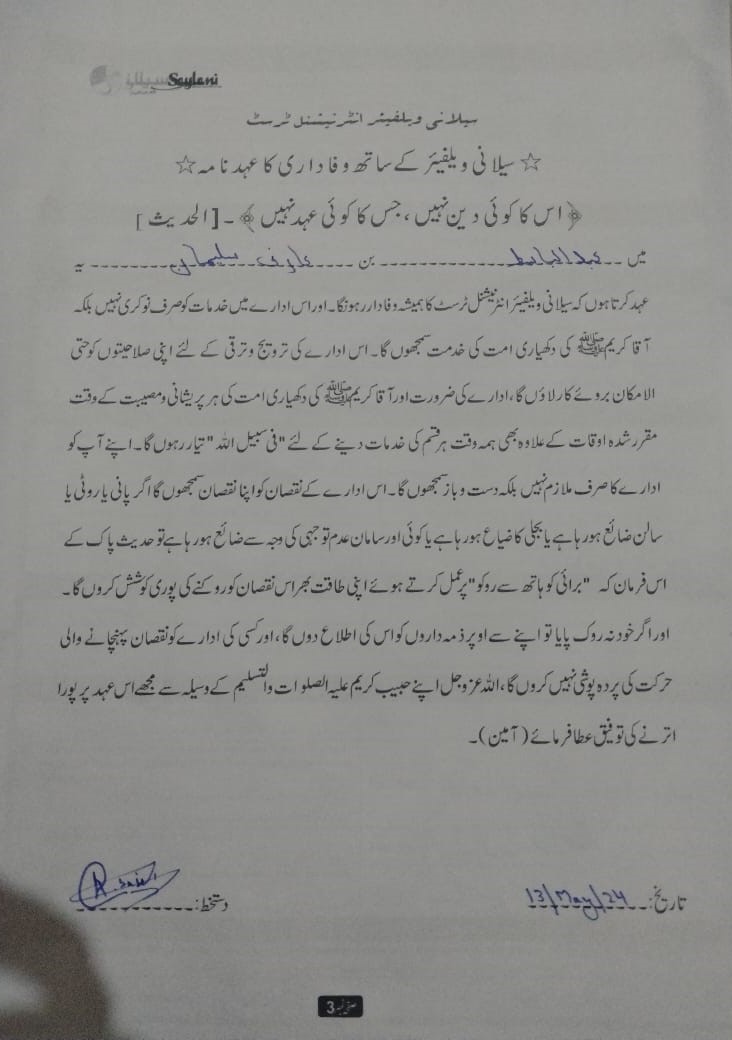 Saylani
سیلانی ویلفیئر انٹرنیشنل ٹرسٹ
☆ سیلانی ویلفیئر کے ساتھ وفاداری کا عہد نامہ ☆
﴿ اس کا کوئی دین نہیں ، جس کا کوئی عہد نہیں ﴾ ۔ [ الحدیث ]
میں عبدالباسط بن عارف سلیمان یہ
عہد کرتا ہوں کہ سیلانی ویلفیئر انٹرنیشنل ٹرسٹ کا ہمیشہ وفادار رہونگا۔ اور اس ادارے میں خدمات کو صرف نوکری نہیں بلکہ
آقا کریم ﷺ کی دکھیاری امت کی خدمت سمجھوں گا۔ اس ادارے کی ترویج و ترقی کے لئے اپنی صلاحیتوں کو حتی
الامکان بروئے کار لاؤں گا، ادارے کی ضرورت اور آقا کریم ﷺ کی دکھیاری امت کی ہر پریشانی و مصیبت کے وقت
مقرر شدہ اوقات کے علاوہ بھی ہمہ وقت ہر قسم کی خدمات دینے کے لئے "فی سبیل اللہ" تیار رہوں گا۔ اپنے آپ کو
ادارے کا صرف ملازم نہیں بلکہ دست و باز سمجھوں گا۔ اس ادارے کے نقصان کو اپنا نقصان سمجھوں گا اگر پانی یا روٹی یا
سالن ضائع ہو رہا ہے یا بجلی کا ضیاع ہو رہا ہے یا کوئی اور سامان عدم توجہی کی وجہ سے ضائع ہو رہا ہے تو حدیث پاک کے
اس فرمان کہ "برائی کو ہاتھ سے روکو" پر عمل کرتے ہوئے اپنی طاقت بھر اس نقصان کو روکنے کی پوری کوشش کروں گا۔
اور اگر خود نہ روک پایا تو اپنے سے اوپر ذمہ داروں کو اس کی اطلاع دوں گا، اور کسی کی ادارے کو نقصان پہنچانے والی
حرکت کی پردہ پوشی نہیں کروں گا، اللہ عزوجل اپنے حبیب کریم علیہ الصلوات والتسلیم کے وسیلہ سے مجھے اس عہد پر پورا
اترنے کی توفیق عطا فرمائے ( آمین )۔
تاریخ: 13/May/24 دستخط:
صفحہ نمبر 3